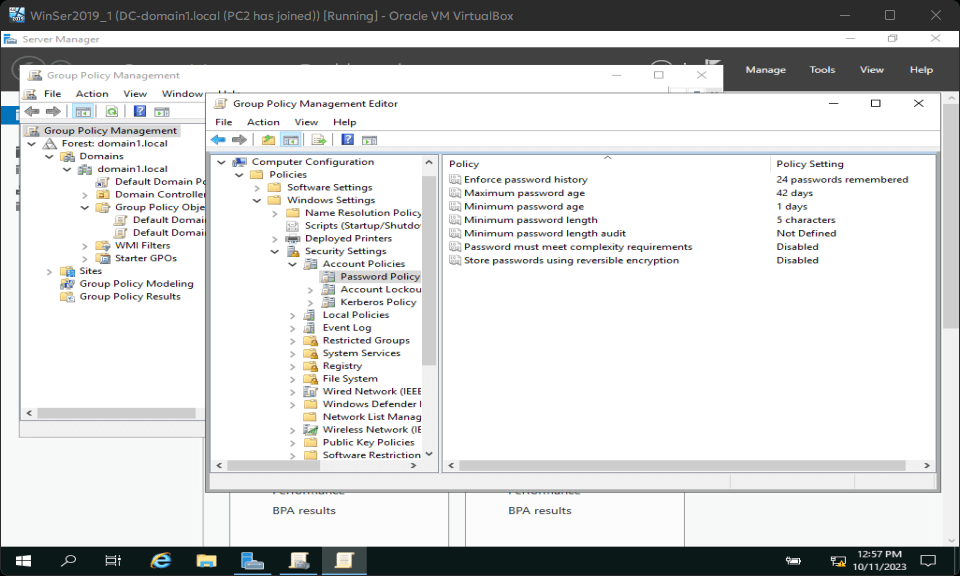 WinSer2019_1 (DC-domain1.local (PC2 has joined)) [Running] - Oracle VM VirtualBox
Server Manager
Manage Tools View Help
Group Policy Management
File Action View Window
Group Policy Management
Forest: domain1.local
Domains
domain1.local
Default Domain Po
Domain Controller
Group Policy Obje
Default Domai
Default Domai
WMI Filters
Starter GPOs
Sites
Group Policy Modeling
Group Policy Results
Group Policy Management Editor
File Action View Help
Computer Configuration
Policies
Software Settings
Windows Settings
Name Resolution Policy
Scripts (Startup/Shutdo
Deployed Printers
Security Settings
Account Policies
Password Policy
Account Lockou
Kerberos Policy
Local Policies
Event Log
Restricted Groups
System Services
Registry
File System
Wired Network (IEEE
Windows Defender
Network List Manag
Wireless Network (IE
Public Key Policies
Software Restriction
Policy Policy Setting
Enforce password history 24 passwords remembered
Maximum password age 42 days
Minimum password age 1 days
Minimum password length 5 characters
Minimum password length audit Not Defined
Password must meet complexity requirements Disabled
Store passwords using reversible encryption Disabled
Performance Performance
BPA results BPA results
12:57 PM
10/11/2023